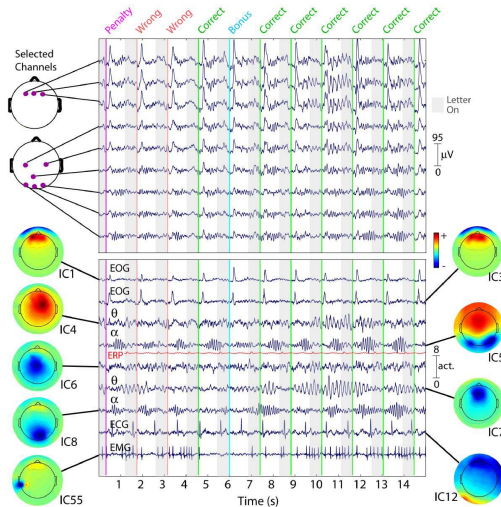 Penalty
Wrong
Wrong
Correct
Bonus
Correct
Correct
Correct
Correct
Correct
Correct
Selected
Channels
Letter
On
95
μV
0
+
-
EOG
IC1
IC3
EOG
θ
IC4
α
IC5
8
ERP
act.
0
θ
IC6
α
IC7
IC8
ECG
EMG
IC55
IC12
1 2 3 4 5 6 7 8 9 10 11 12 13 14
Time (s)